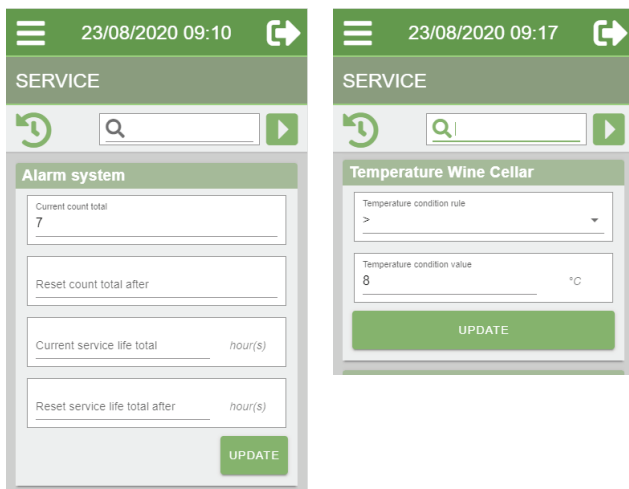 23/08/2020 09:10
SERVICE
Alarm system
Current count total
7
Reset count total after
Current service life total hour(s)
Reset service life total after hour(s)
UPDATE
23/08/2020 09:17
SERVICE
Temperature Wine Cellar
Temperature condition rule
>
Temperature condition value
8 °C
UPDATE